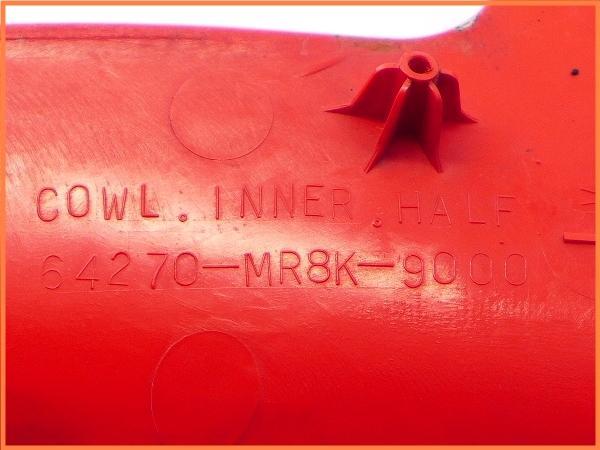 COWL. INNER. HALF
64270-MR8K-9000